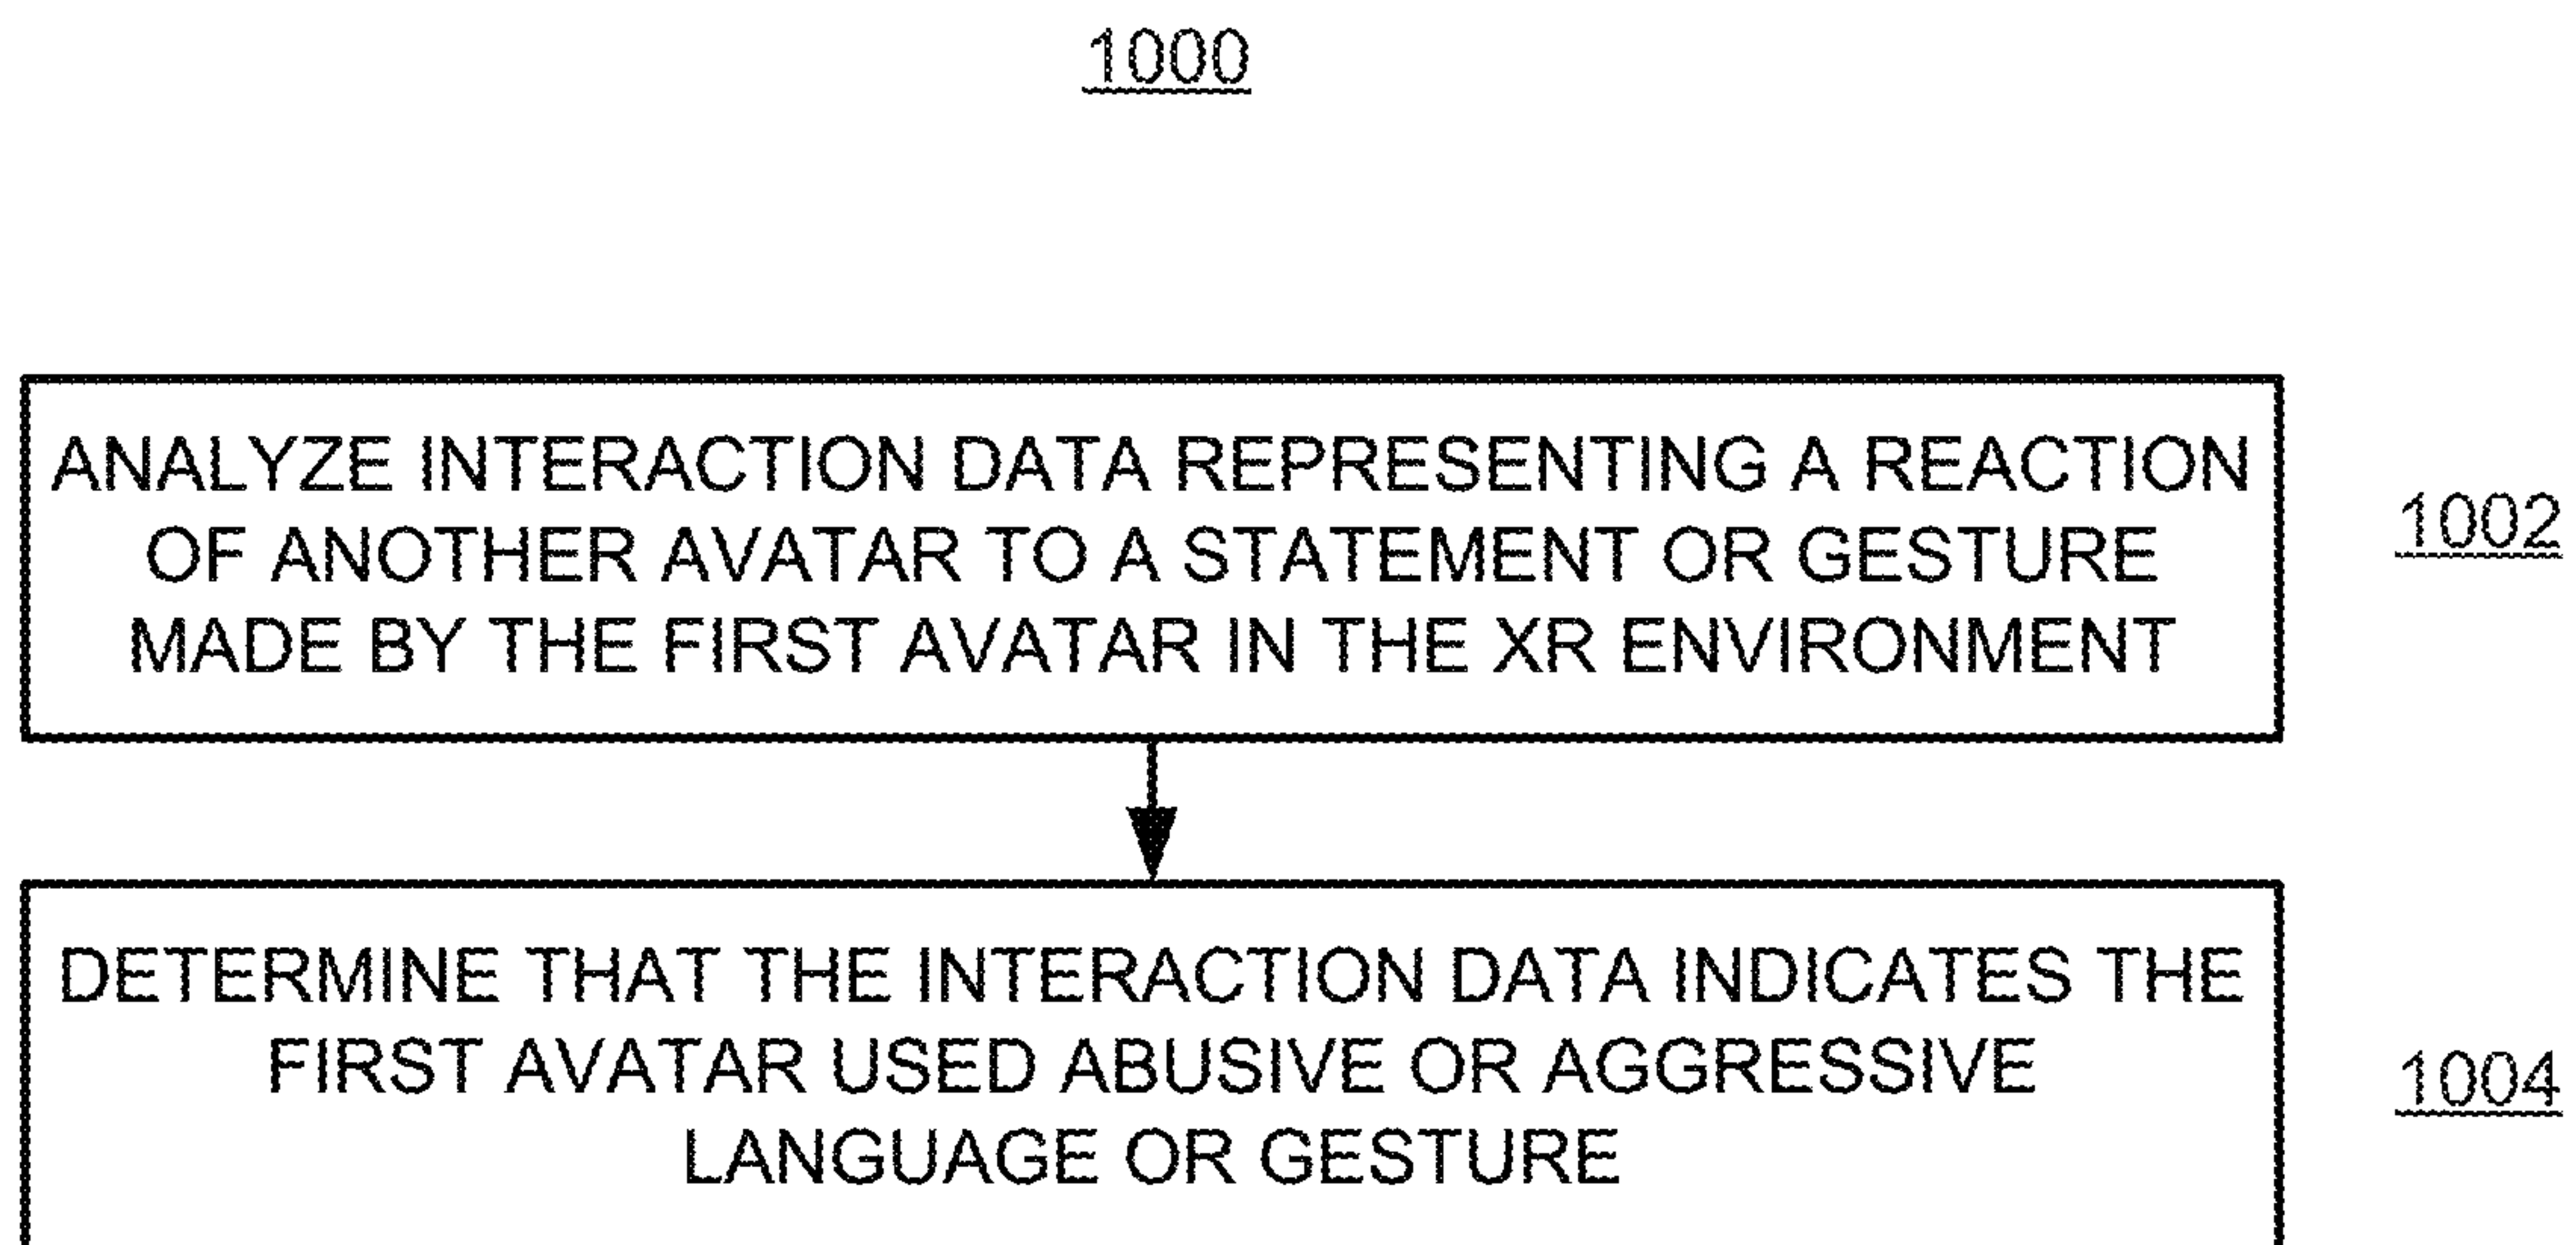 1000
ANALYZE INTERACTION DATA REPRESENTING A REACTION
OF ANOTHER AVATAR TO A STATEMENT OR GESTURE
MADE BY THE FIRST AVATAR IN THE XR ENVIRONMENT
1002
DETERMINE THAT THE INTERACTION DATA INDICATES THE
FIRST AVATAR USED ABUSIVE OR AGGRESSIVE
LANGUAGE OR GESTURE
1004